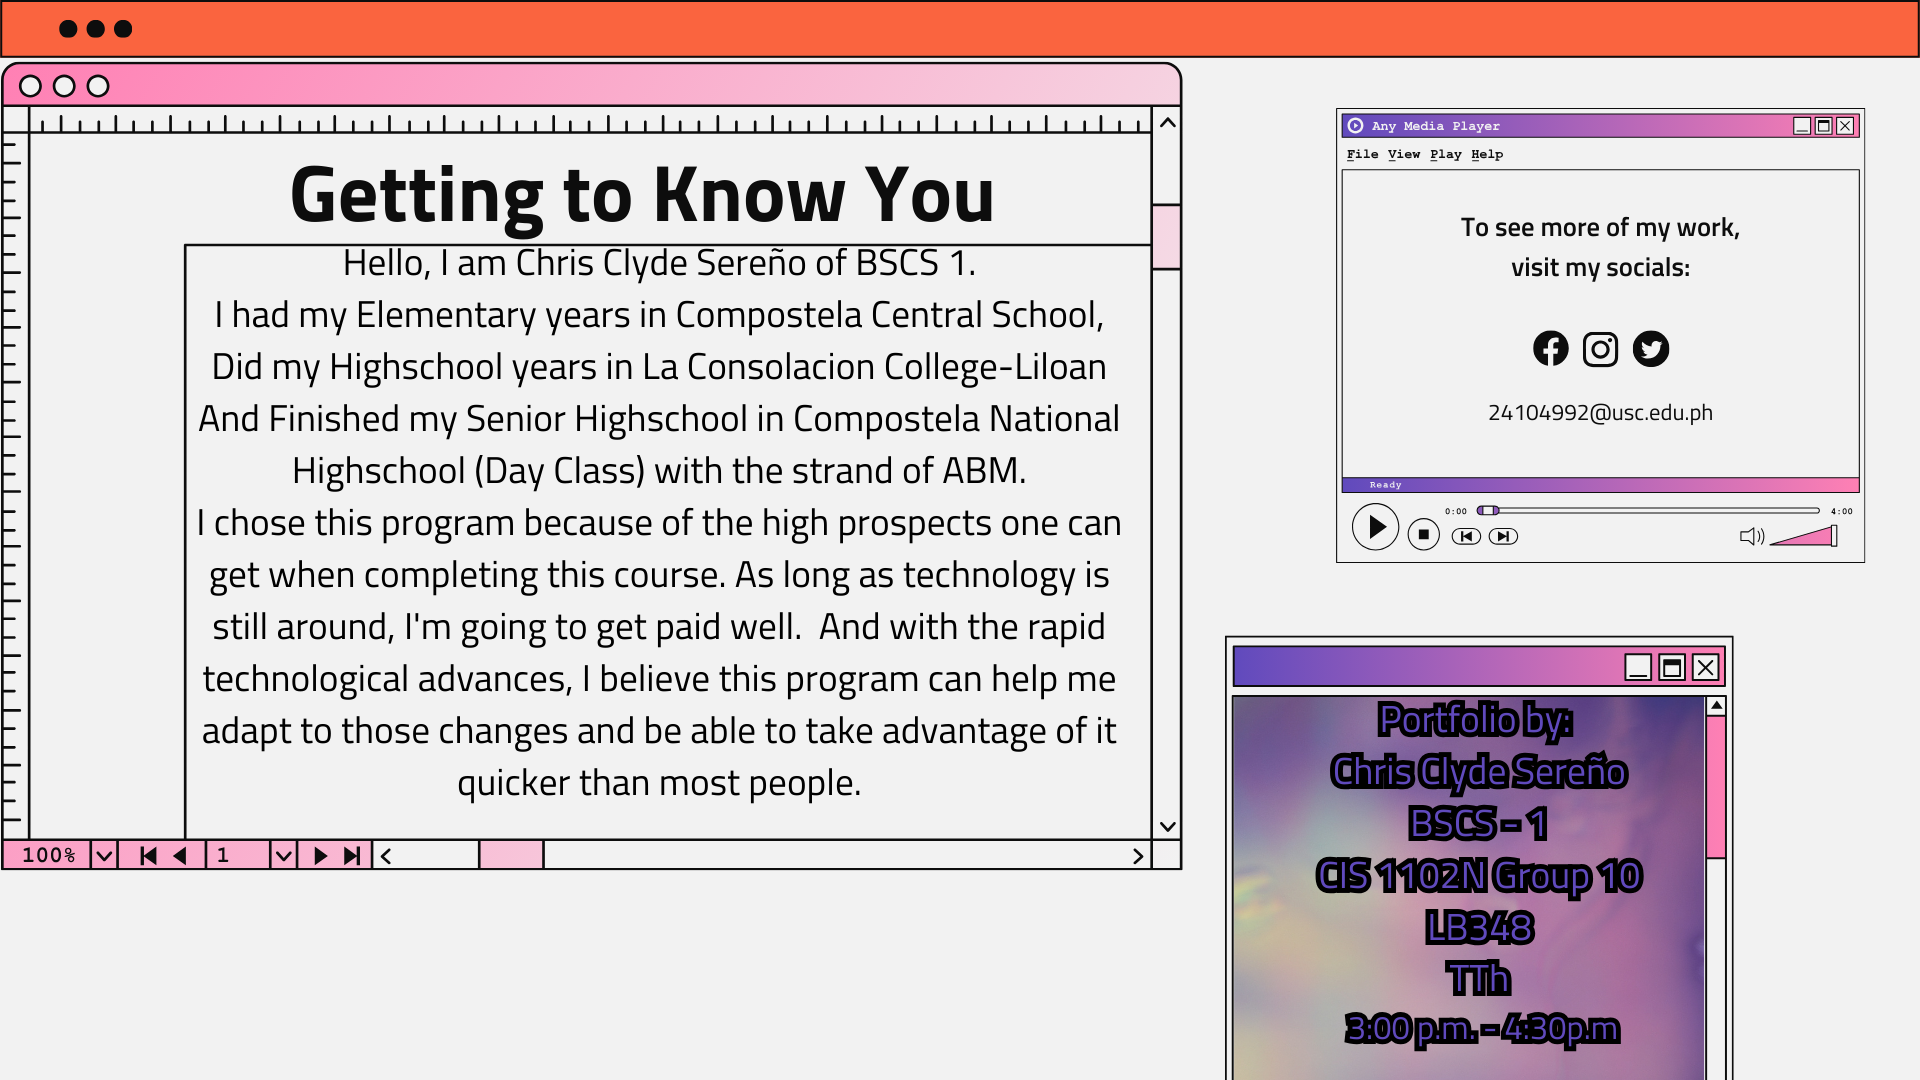 Getting to Know You
Hello, I am Chris Clyde Sereño of BSCS 1.
I had my Elementary years in Compostela Central School,
Did my Highschool years in La Consolacion College-Liloan
And Finished my Senior Highschool in Compostela National
Highschool (Day Class) with the strand of ABM.
I chose this program because of the high prospects one can
get when completing this course. As long as technology is
still around, I'm going to get paid well.  And with the rapid
technological advances, I believe this program can help me
adapt to those changes and be able to take advantage of it
quicker than most people.
100%
1
Any Media Player
File View Play Help
To see more of my work,
visit my socials:
24104992@usc.edu.ph
Ready
0:00
4:00
Portfolio by:
Chris Clyde Sereño
BSCS - 1
CIS 1102N Group 10
LB348
TTh
3:00 p.m. - 4:30p.m